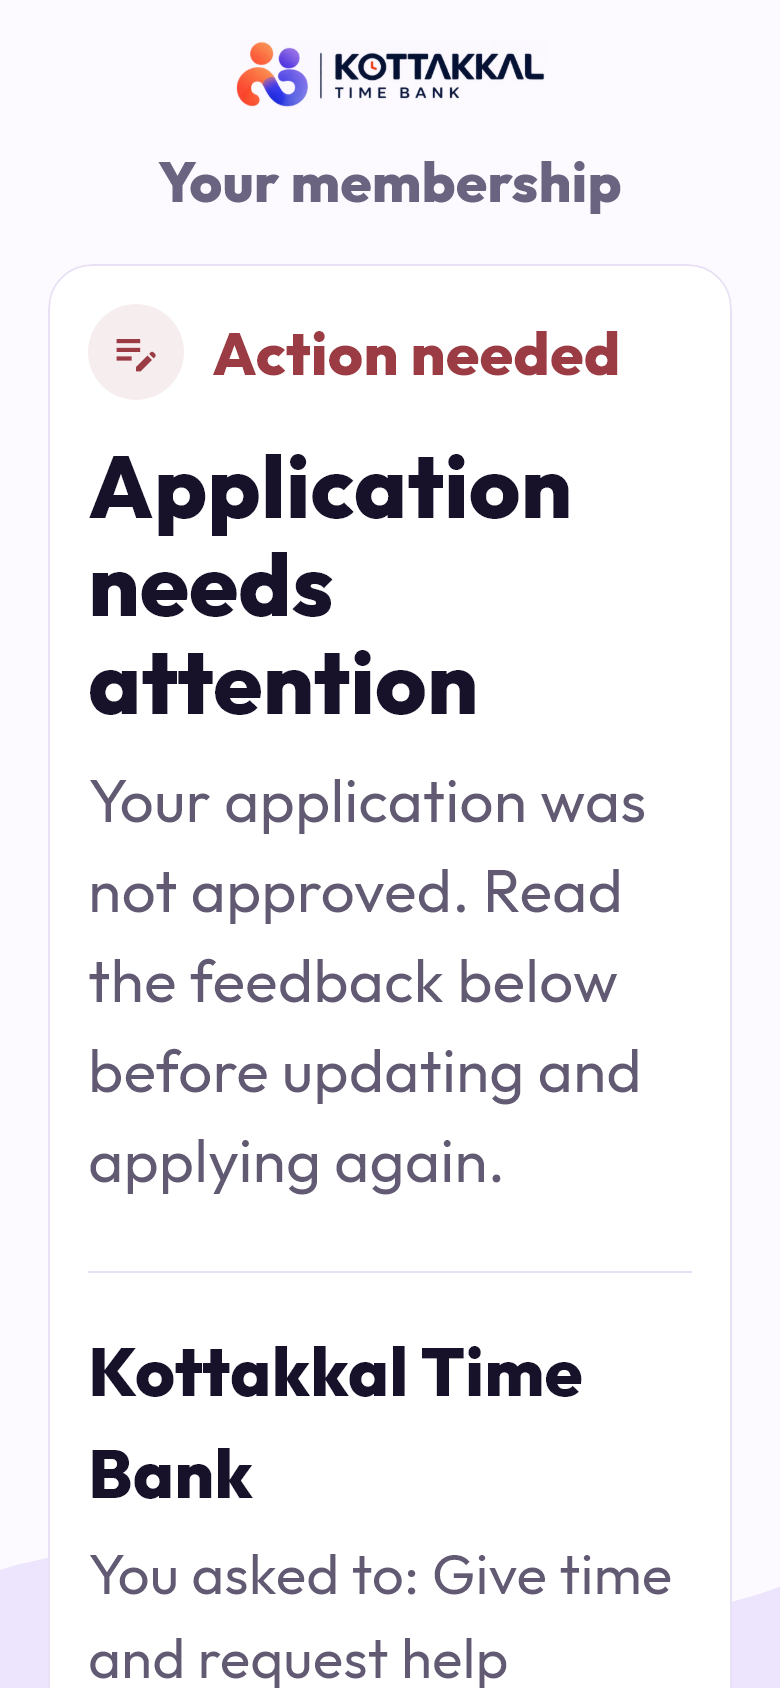 KOTTAKKAL
TIME BANK
Your membership
Action needed
Application
needs
attention
Your application was
not approved. Read
the feedback below
before updating and
applying again.
Kottakkal Time
Bank
You asked to: Give time
and request help